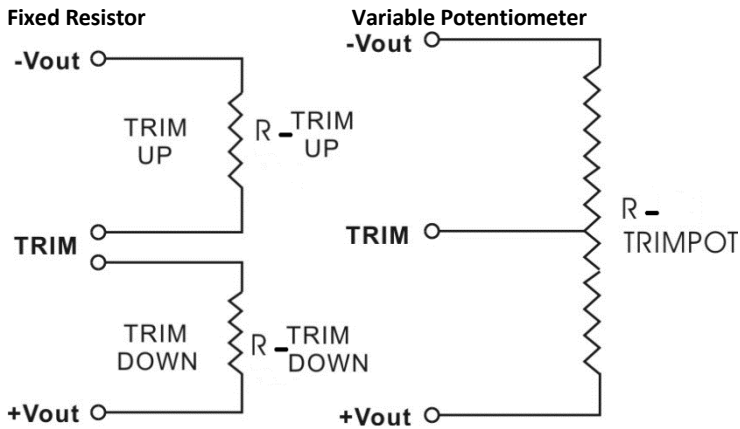 Fixed Resistor
-Vout
TRIM
UP
R -TRIM
UP
TRIM
TRIM
DOWN
R -TRIM
DOWN
+Vout
Variable Potentiometer
-Vout
TRIM
R -
TRIMPOT
+Vout